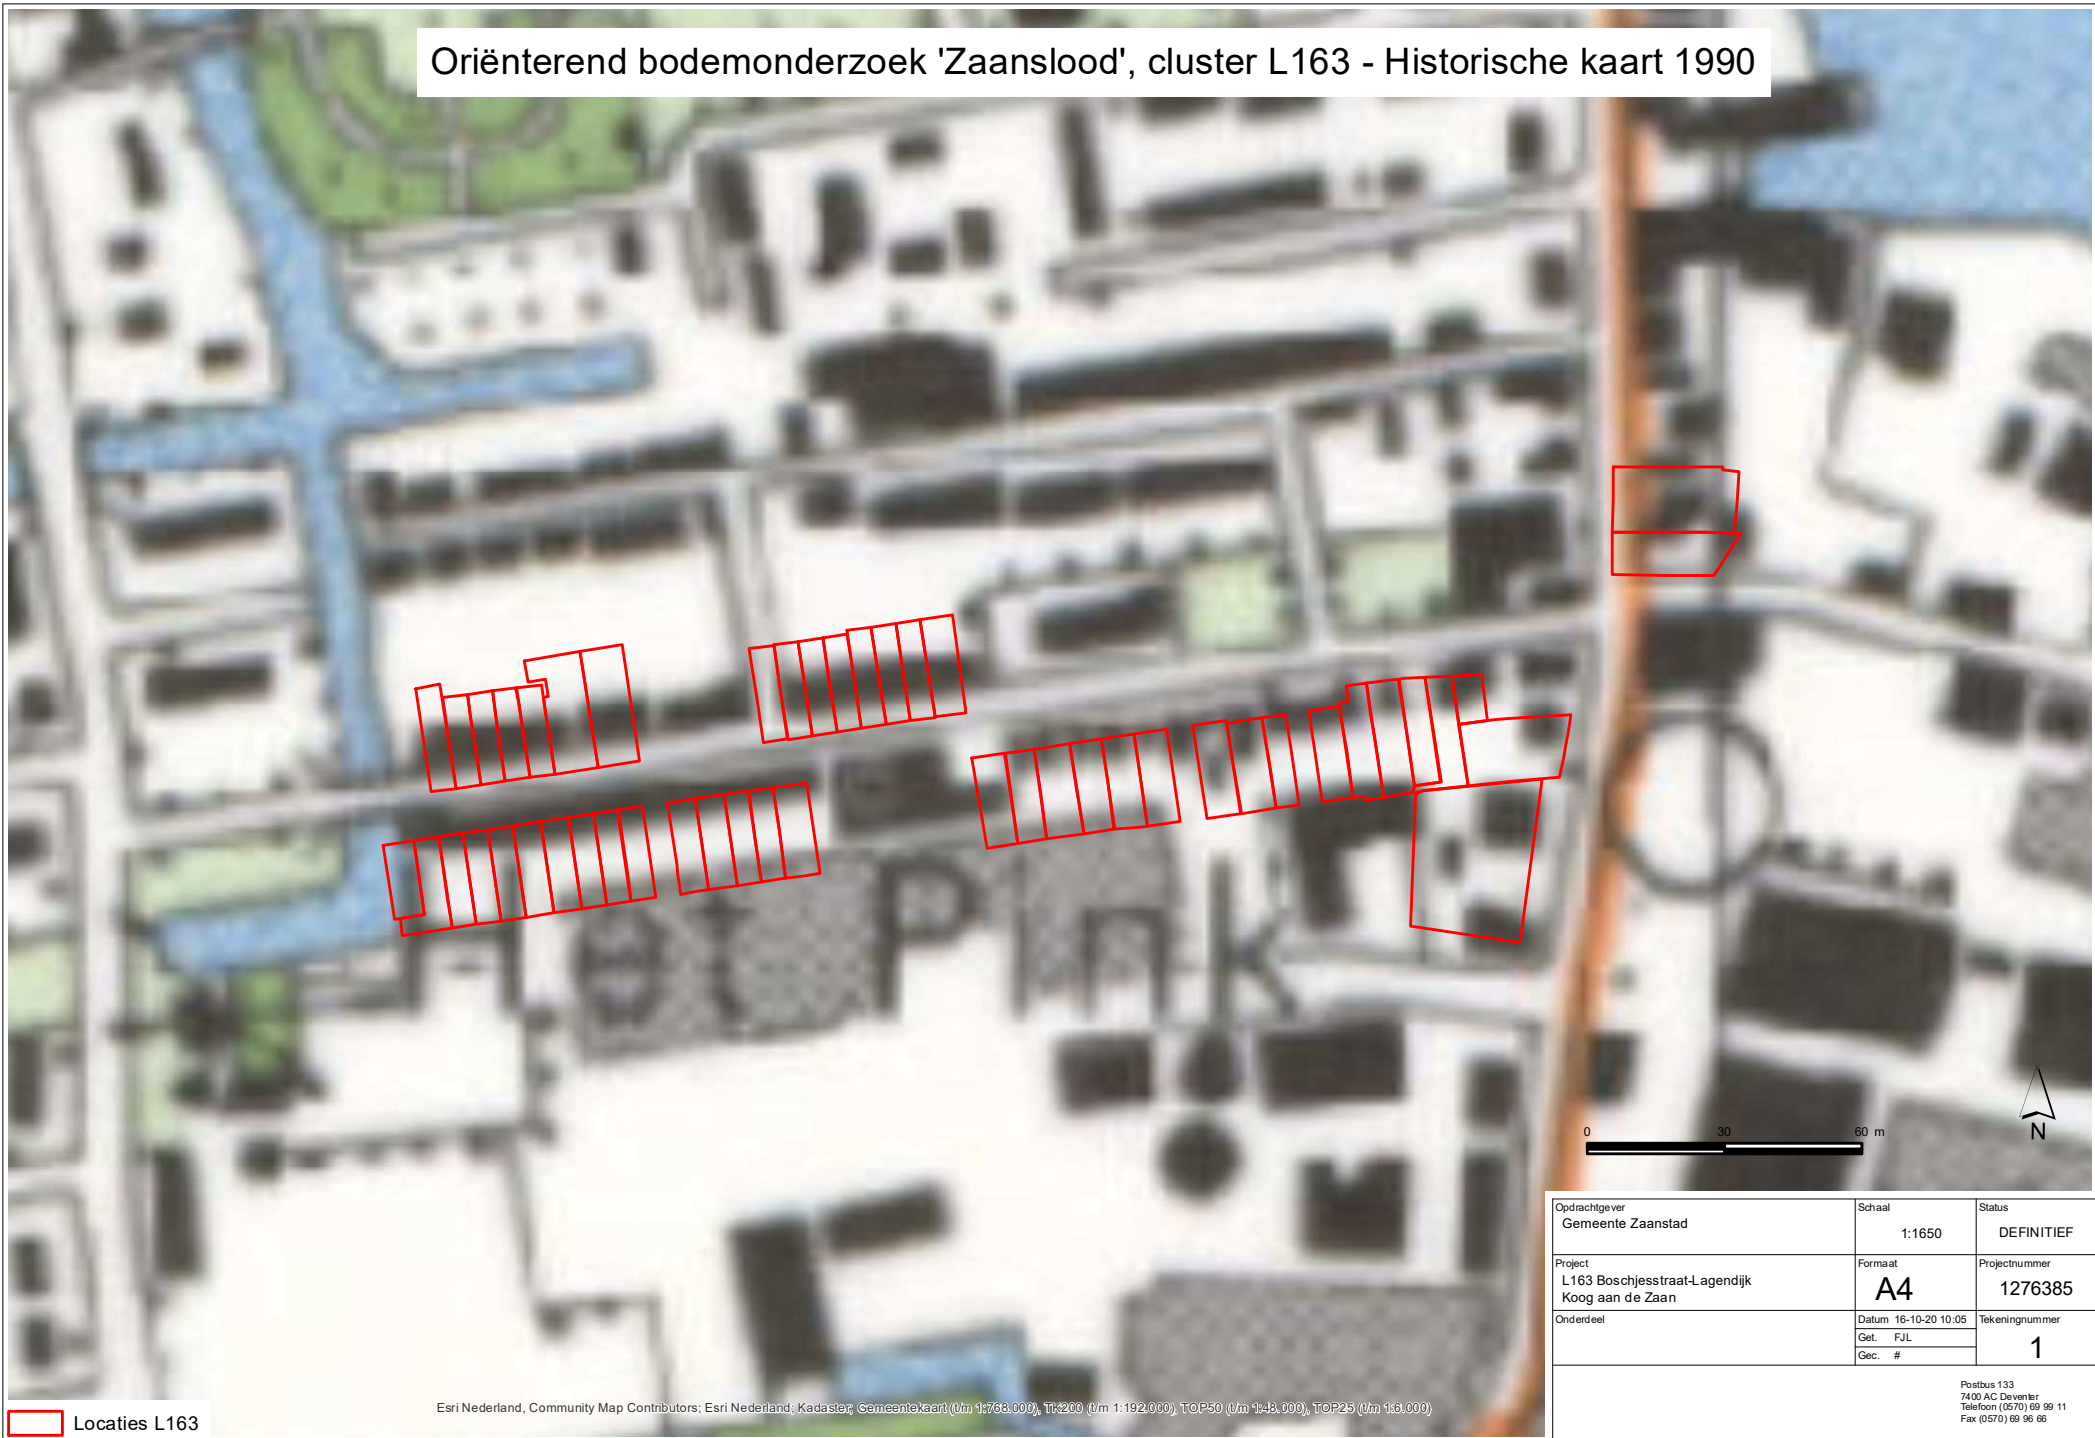 Oriënterend bodemonderzoek 'Zaanslood', cluster L163 - Historische kaart 1990
et Pink
0 30 60 m
N
Opdrachtgever
Gemeente Zaanstad
Schaal
1:1650
Status
DEFINITIEF
Project
L163 Boschjesstraat-Lagendijk
Koog aan de Zaan
Formaat
A4
Projectnummer
1276385
Onderdeel
Datum 16-10-20 10:05
Get. FJL
Gec. #
Tekeningnummer
1
Postbus 133
7400 AC Deventer
Telefoon (0570) 69 99 11
Fax (0570) 69 96 66
Esri Nederland, Community Map Contributors; Esri Nederland; Kadaster; Gemeentekaart (t/m 1:768.000), TK200 (t/m 1:192.000), TOP50 (t/m 1:48.000), TOP25 (t/m 1:6.000)
Locaties L163